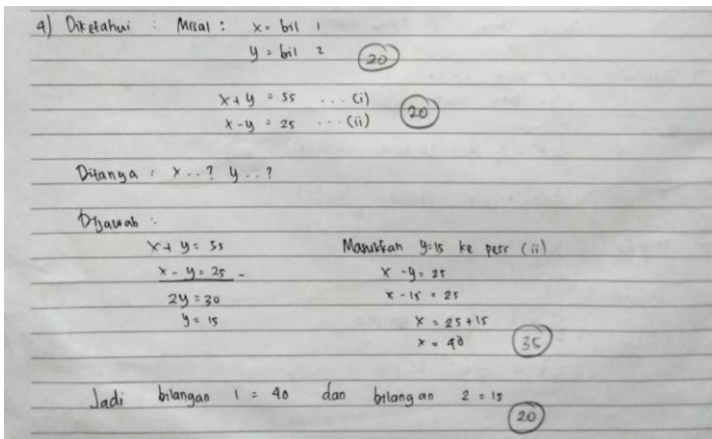 4) Diketahui : Misal : x = bil 1
y = bil 2 20
x + y = 55 ... (i)
x - y = 25 ... (ii) 20
Ditanya : x ..? y ..?
Dijawab :
x + y = 55 Masukkan y=15 ke pers (ii)
x - y = 25 - x - y = 25
2y = 30 x - 15 = 25
y = 15 x = 25 + 15
x = 40 35
Jadi bilangan 1 = 40 dan bilangan 2 = 15
20